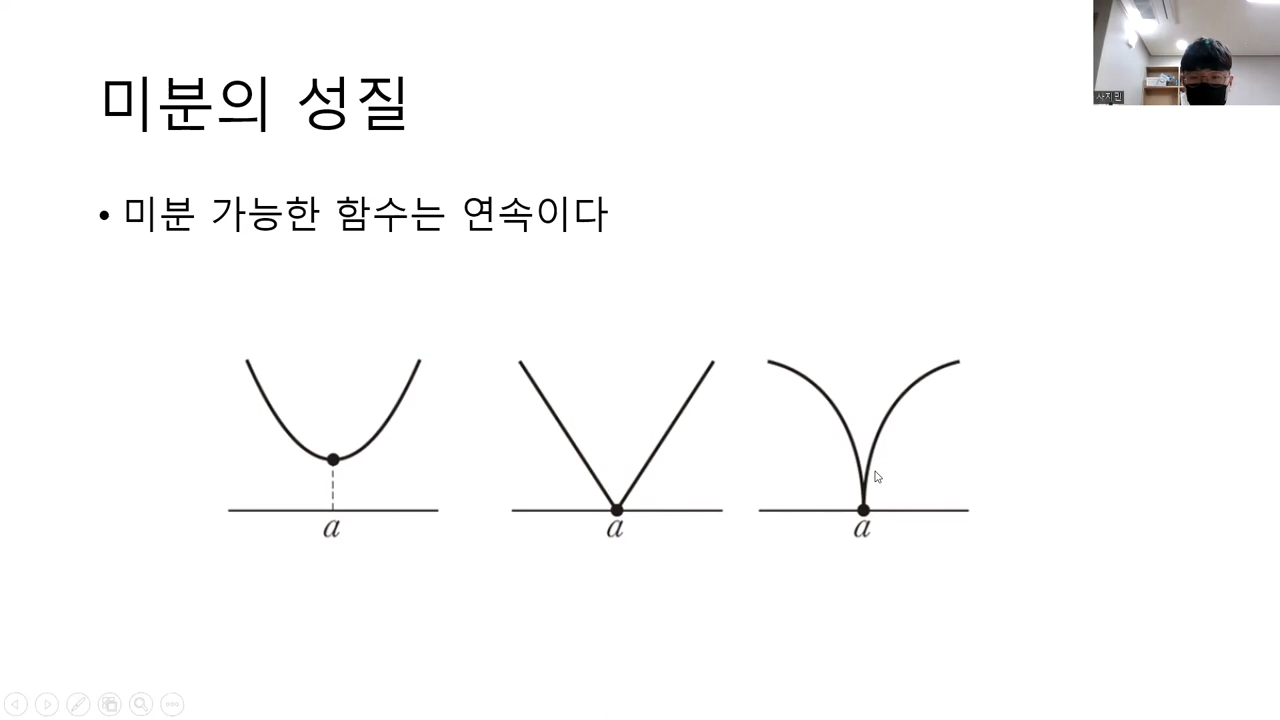 미분의 성질
• 미분 가능한 함수는 연속이다
a
a
a